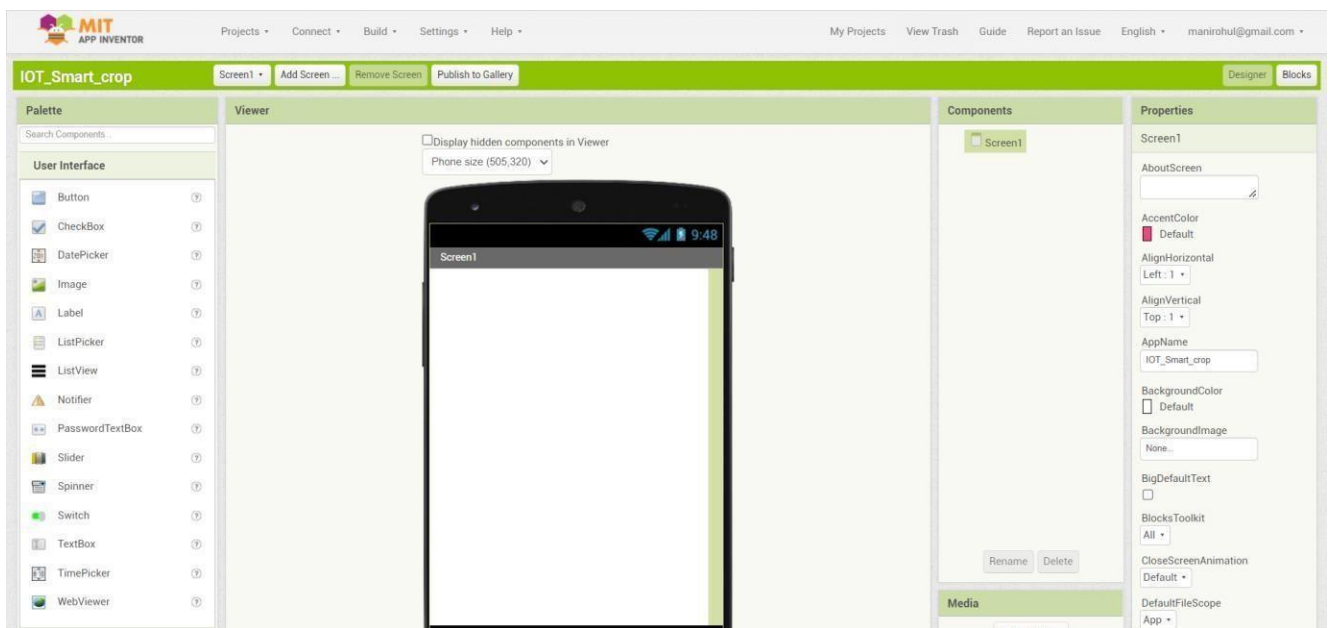 MIT
APP INVENTOR
Projects Connect Build Settings Help My Projects View Trash Guide Report an Issue English manirohul@gmail.com
IOT_Smart_crop Screen1 Add Screen ... Remove Screen Publish to Gallery Designer Blocks
Palette
Search Components...
User Interface
Button
CheckBox
DatePicker
Image
Label
ListPicker
ListView
Notifier
PasswordTextBox
Slider
Spinner
Switch
TextBox
TimePicker
WebViewer
Viewer
Display hidden components in Viewer
Phone size (505,320)
9:48
Screen1
Components
Screen1
Rename Delete
Media
Properties
Screen1
AboutScreen
AccentColor
Default
AlignHorizontal
Left : 1
AlignVertical
Top : 1
AppName
IOT_Smart_crop
BackgroundColor
Default
BackgroundImage
None...
BigDefaultText
BlocksToolkit
All
CloseScreenAnimation
Default
DefaultFileScope
App